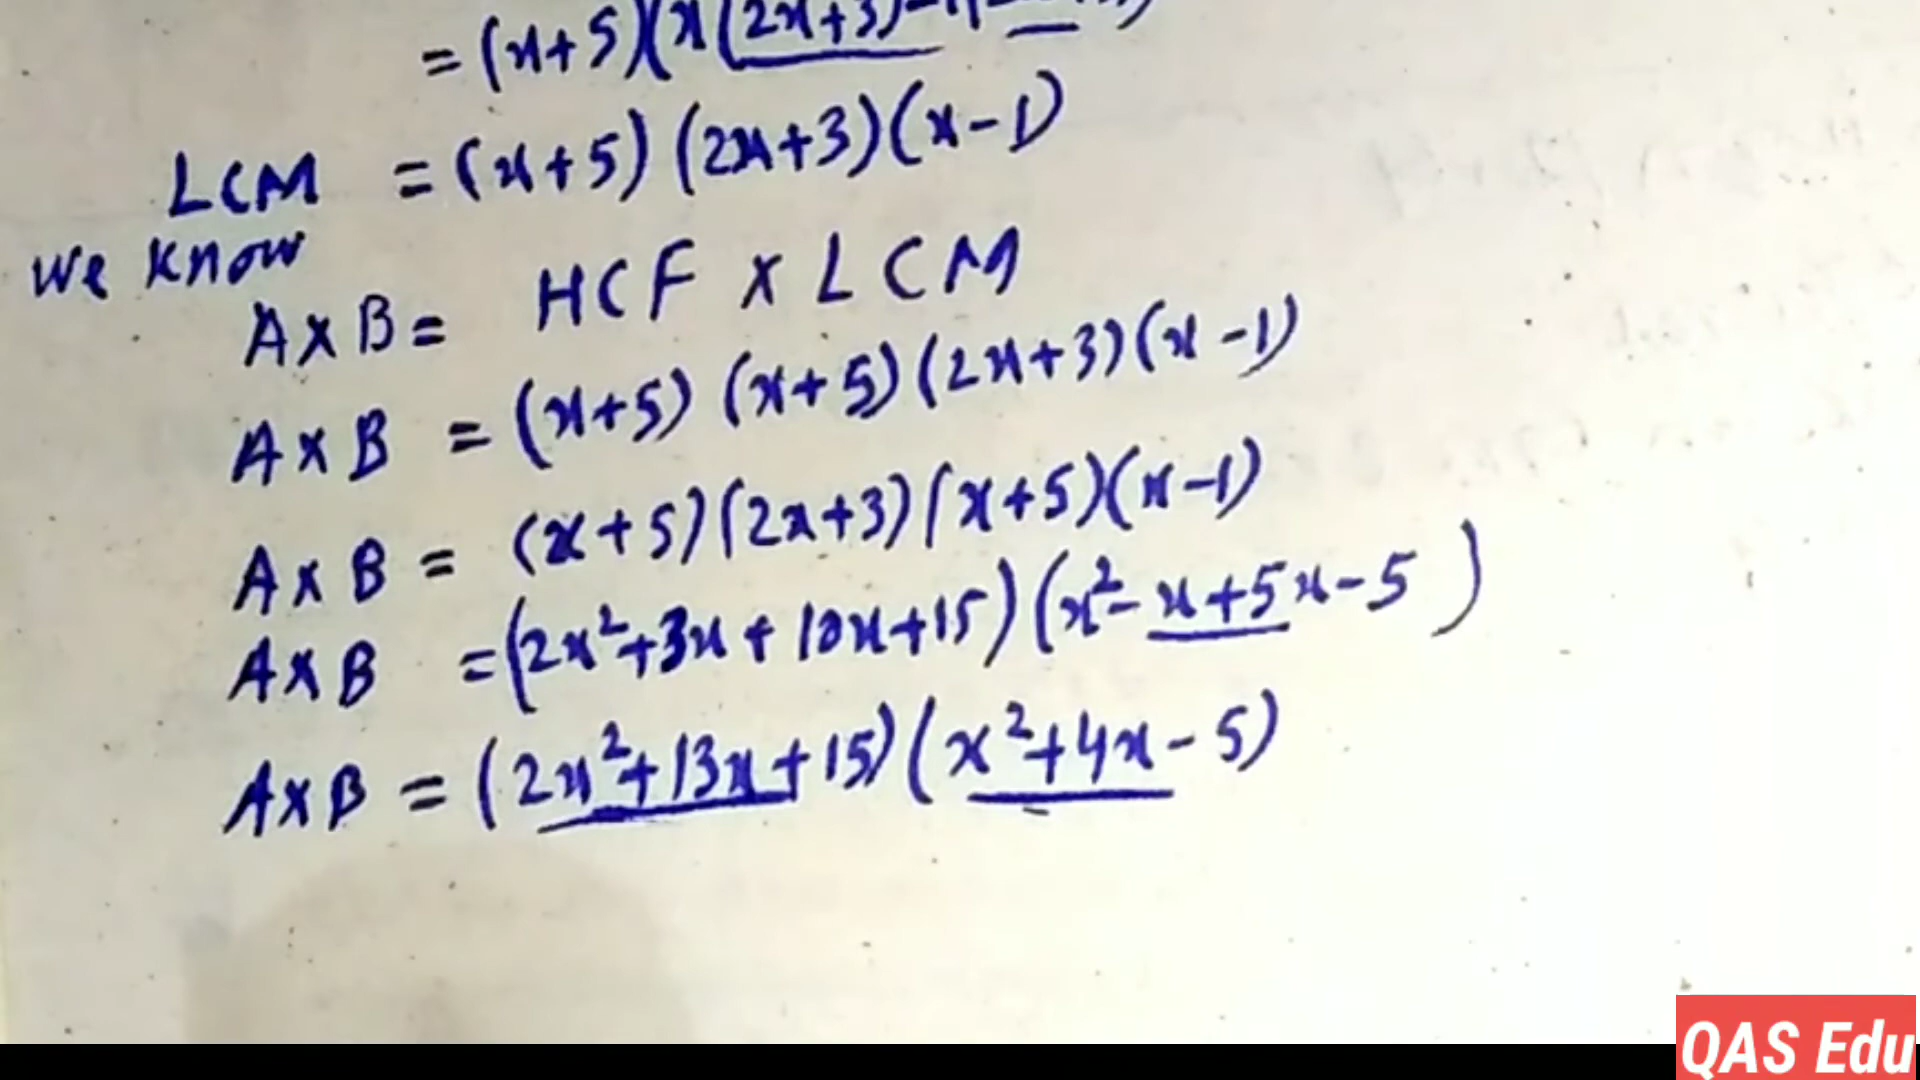 = (x+5)(x(2x+3)-1
LCM = (x+5) (2x+3)(x-1)
We know
A x B = HCF x LCM
A x B = (x+5) (x+5) (2x+3) (x-1)
A x B = (x+5) (2x+3) (x+5)(x-1)
A x B = (2x²+3x + 10x+15) (x²- x+5x-5)
A x B = (2x²+13x+15) (x²+4x-5)
QAS Edu